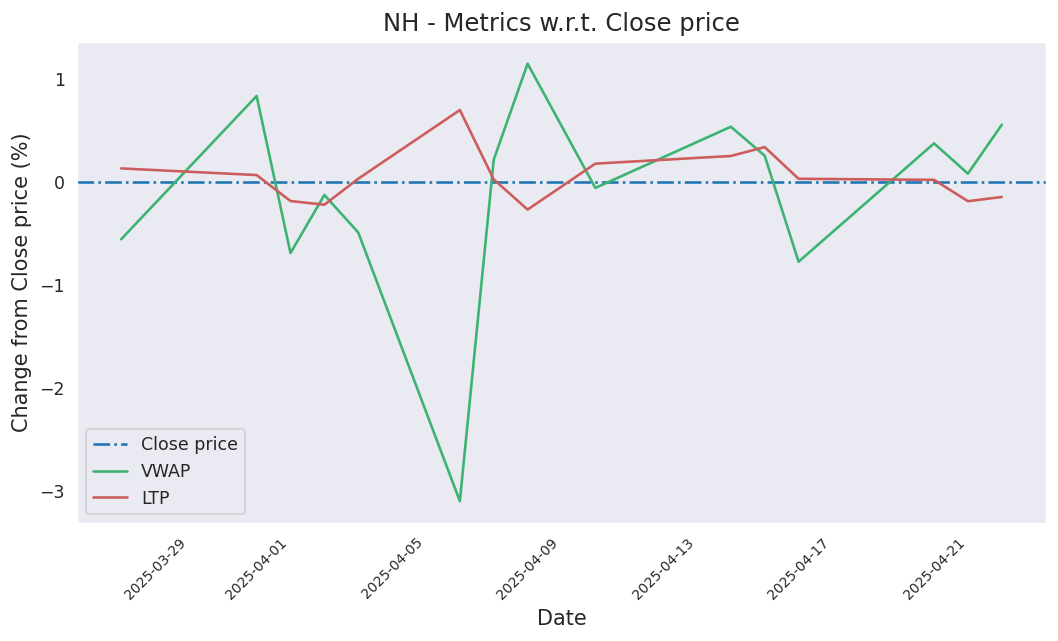 NH - Metrics w.r.t. Close price
Change from Close price (%)
1
0
−1
−2
−3
Close price
VWAP
LTP
2025-03-29
2025-04-01
2025-04-05
2025-04-09
2025-04-13
2025-04-17
2025-04-21
Date